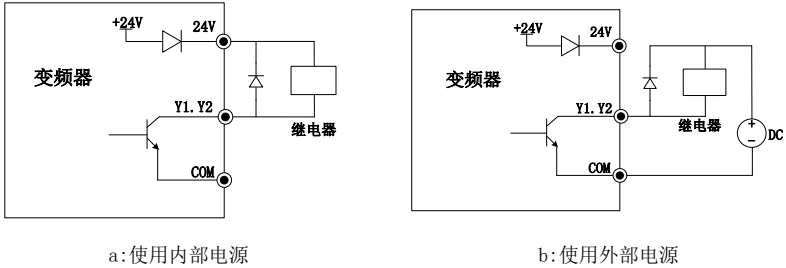 +24V
24V
变频器
Y1.Y2
继电器
COM
a:使用内部电源
+24V
24V
变频器
Y1.Y2
继电器
+
−
DC
COM
b:使用外部电源